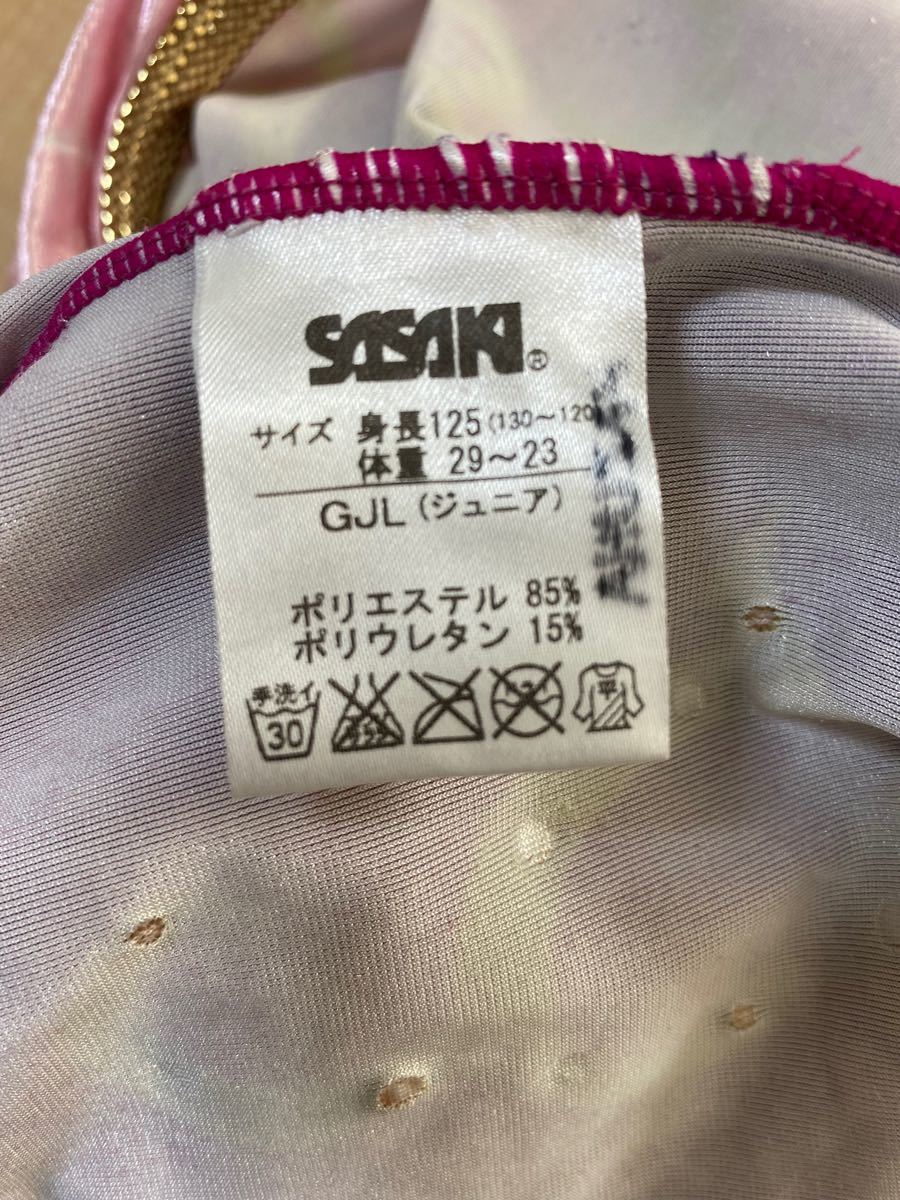 SASAKI®
サイズ 身長125 (130〜120
体重 29〜23
GJL (ジュニア)
ポリエステル 85%
ポリウレタン 15%
手洗イ
30
平